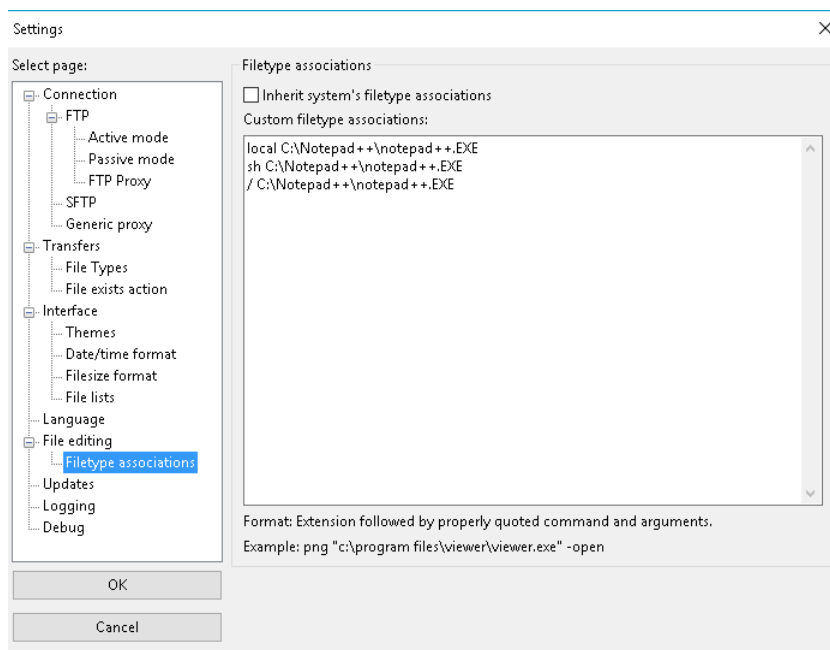 Settings
Select page:
Connection
FTP
Active mode
Passive mode
FTP Proxy
SFTP
Generic proxy
Transfers
File Types
File exists action
Interface
Themes
Date/time format
Filesize format
File lists
Language
File editing
Filetype associations
Updates
Logging
Debug
OK
Cancel
Filetype associations
Inherit system's filetype associations
Custom filetype associations:
local C:\Notepad++\notepad++.EXE
sh C:\Notepad++\notepad++.EXE
/ C:\Notepad++\notepad++.EXE
Format: Extension followed by properly quoted command and arguments.
Example: png "c:\program files\viewer\viewer.exe" -open